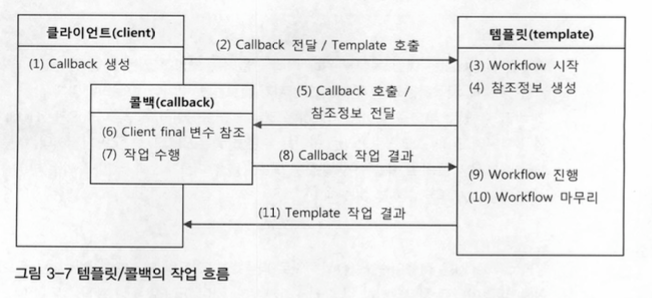 클라이언트(client)
(1) Callback 생성
(2) Callback 전달 / Template 호출
템플릿(template)
(3) Workflow 시작
(4) 참조정보 생성
(5) Callback 호출 /
참조정보 전달
콜백(callback)
(6) Client final 변수 참조
(7) 작업 수행
(8) Callback 작업 결과
(9) Workflow 진행
(10) Workflow 마무리
(11) Template 작업 결과
그림 3-7 템플릿/콜백의 작업 흐름